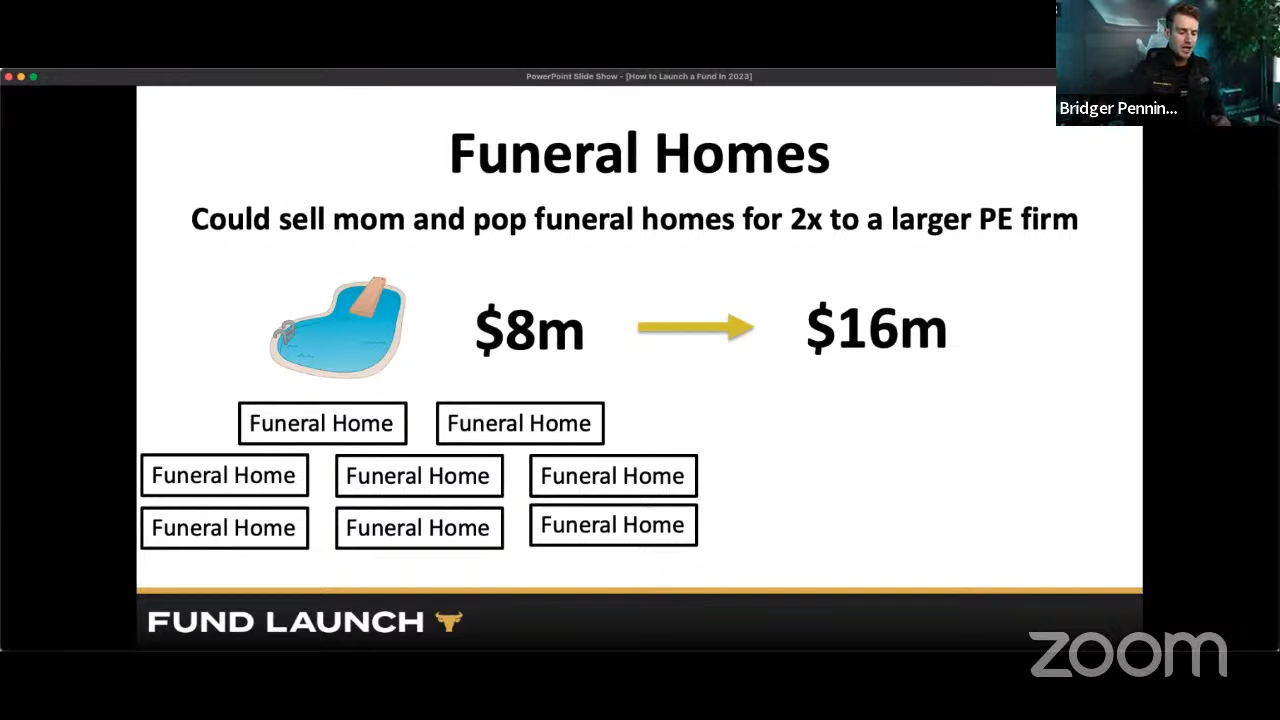 PowerPoint Slide Show - [How to Launch a Fund In 2023]
Bridger Pennin...
Funeral Homes
Could sell mom and pop funeral homes for 2x to a larger PE firm
$8m
$16m
Funeral Home
Funeral Home
Funeral Home
Funeral Home
Funeral Home
Funeral Home
Funeral Home
Funeral Home
FUND LAUNCH
zoom